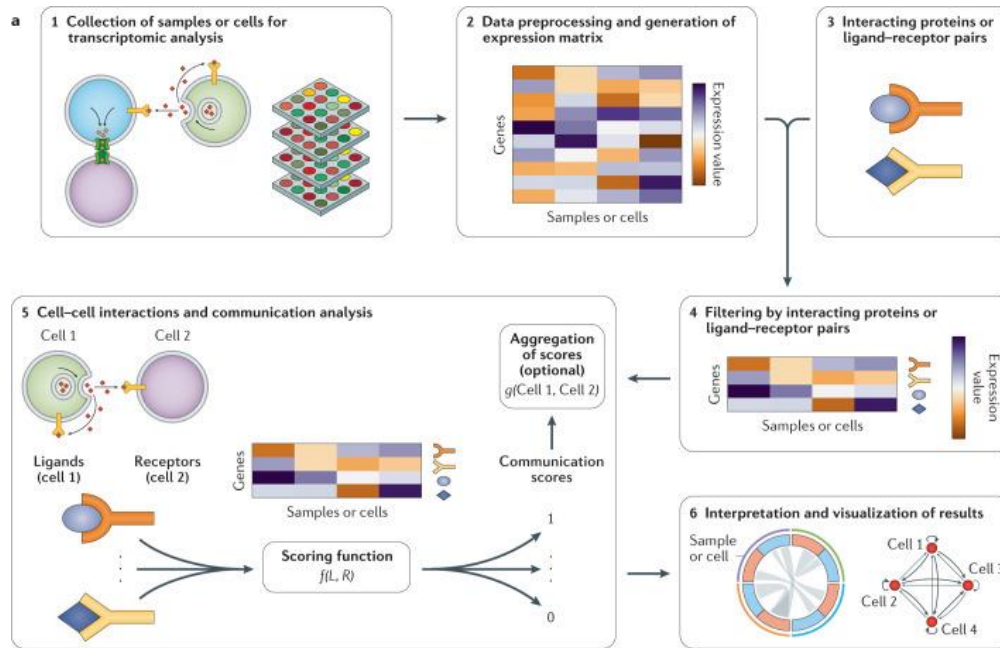 a
1 Collection of samples or cells for
transcriptomic analysis
2 Data preprocessing and generation of
expression matrix
Genes
Expression value
Samples or cells
3 Interacting proteins or
ligand–receptor pairs
4 Filtering by interacting proteins or
ligand–receptor pairs
Genes
Expression
value
Samples or cells
5 Cell–cell interactions and communication analysis
Cell 1
Cell 2
Aggregation
of scores
(optional)
g(Cell 1, Cell 2)
Ligands
(cell 1)
Receptors
(cell 2)
Genes
Samples or cells
Communication
scores
Scoring function
f(L, R)
1
0
6 Interpretation and visualization of results
Sample
or cell
Cell 1
Cell 2
Cell 3
Cell 4